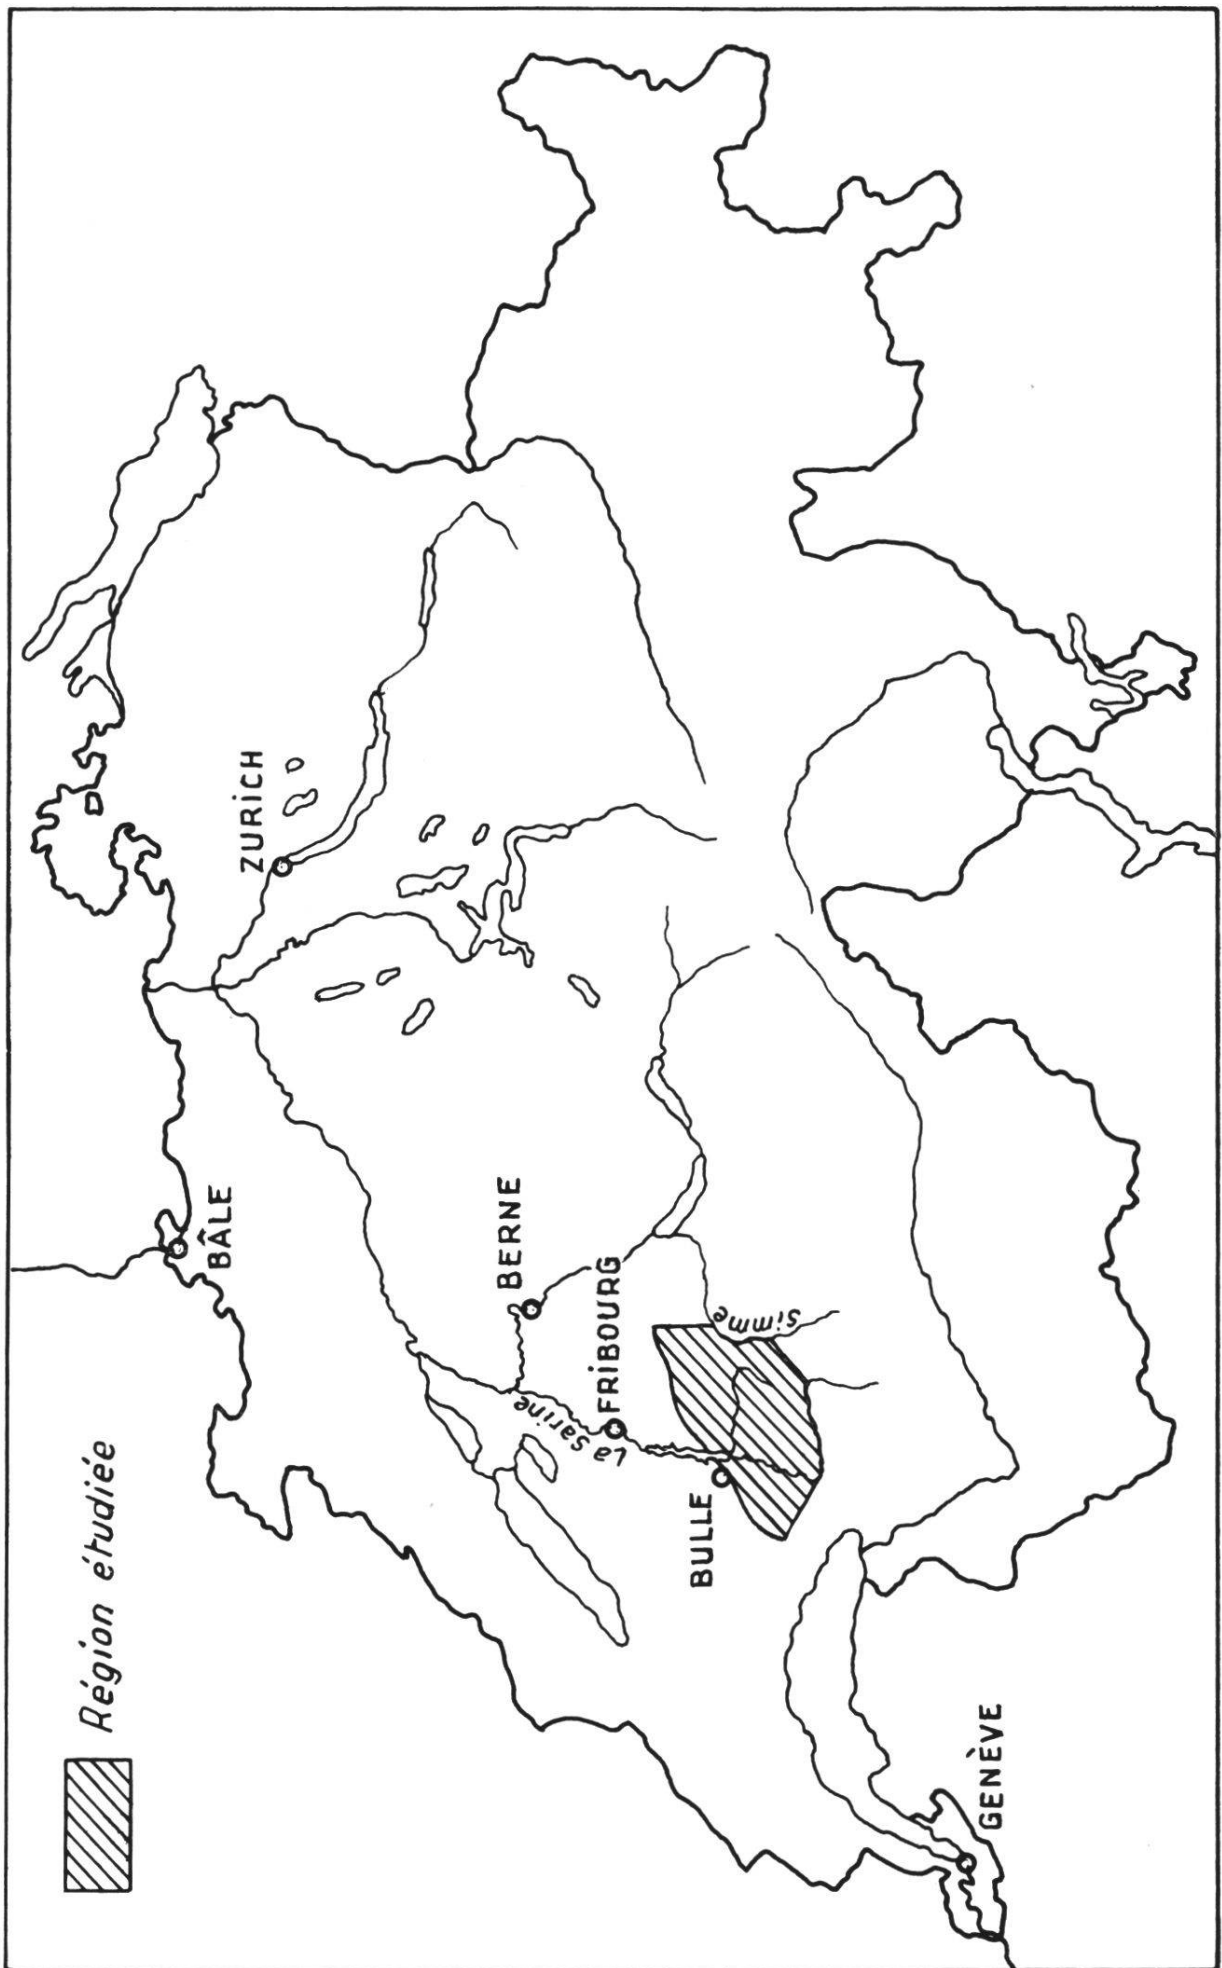 Région étudiée
BÂLE
ZURiCH
BERNE
La sarine
FRiBOURG
simme
BULLE
GENÈVE